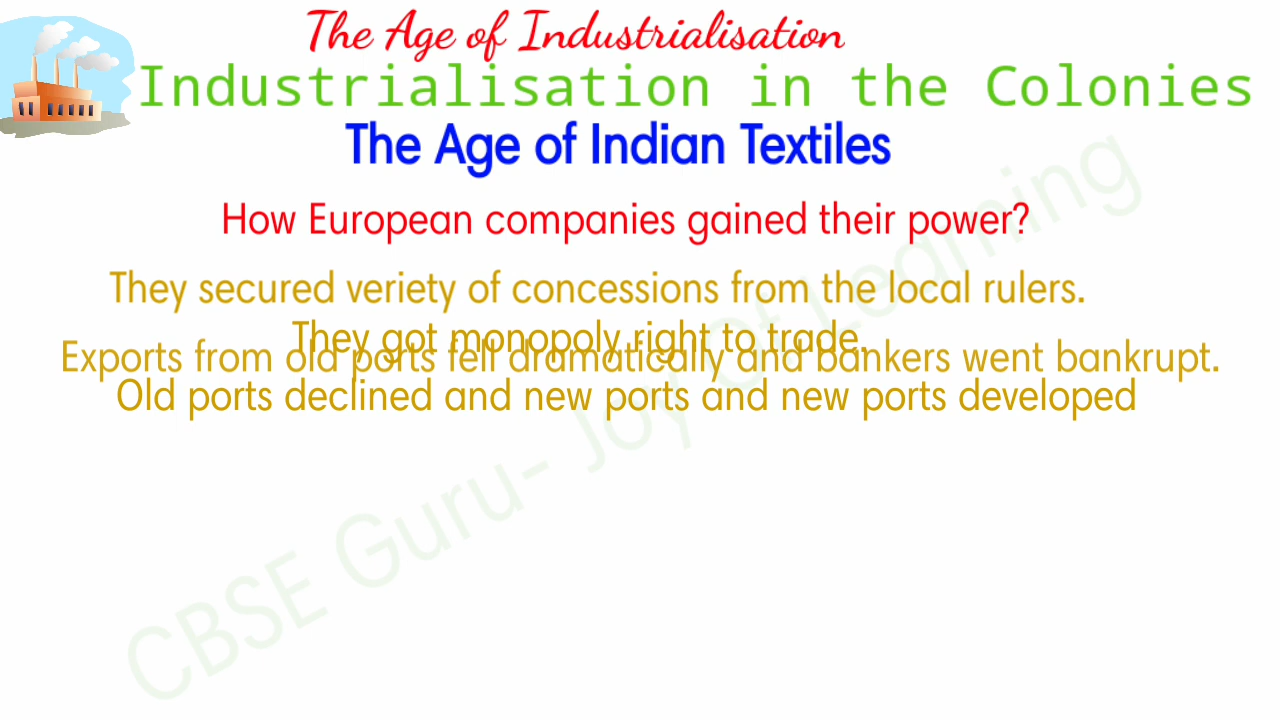 The Age of Industrialisation
Industrialisation in the Colonies
The Age of Indian Textiles
How European companies gained their power?
They secured veriety of concessions from the local rulers.
They got monopoly right to trade.
Exports from old ports fell dramatically and bankers went bankrupt.
Old ports declined and new ports and new ports developed
CBSE Guru- Joy Of Learning